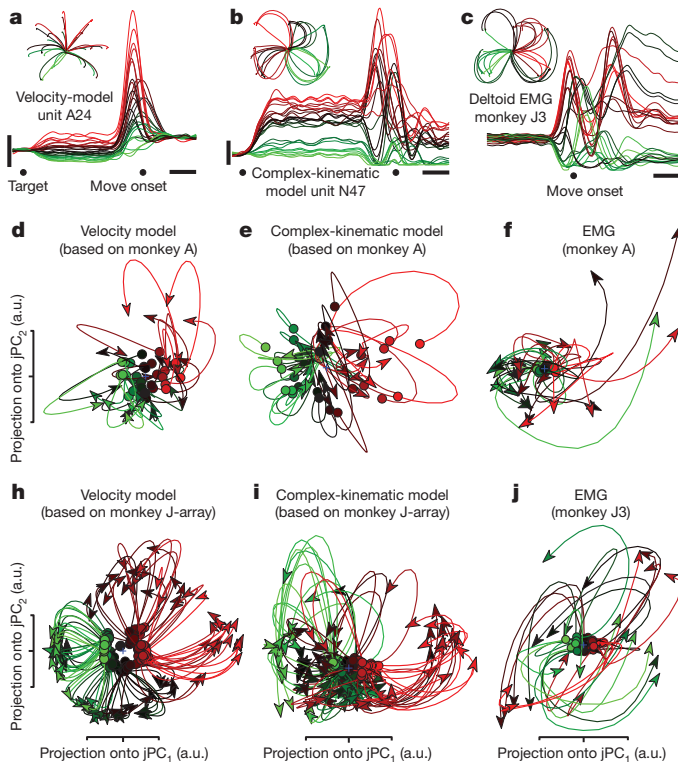 a
b
c
Velocity-model
unit A24
Deltoid EMG
monkey J3
Target
Move onset
Complex-kinematic
model unit N47
Move onset
d
Velocity model
(based on monkey A)
e
Complex-kinematic model
(based on monkey A)
f
EMG
(monkey A)
Projection onto jPC2 (a.u.)
h
Velocity model
(based on monkey J-array)
i
Complex-kinematic model
(based on monkey J-array)
j
EMG
(monkey J3)
Projection onto jPC2 (a.u.)
Projection onto jPC1 (a.u.)
Projection onto jPC1 (a.u.)
Projection onto jPC1 (a.u.)